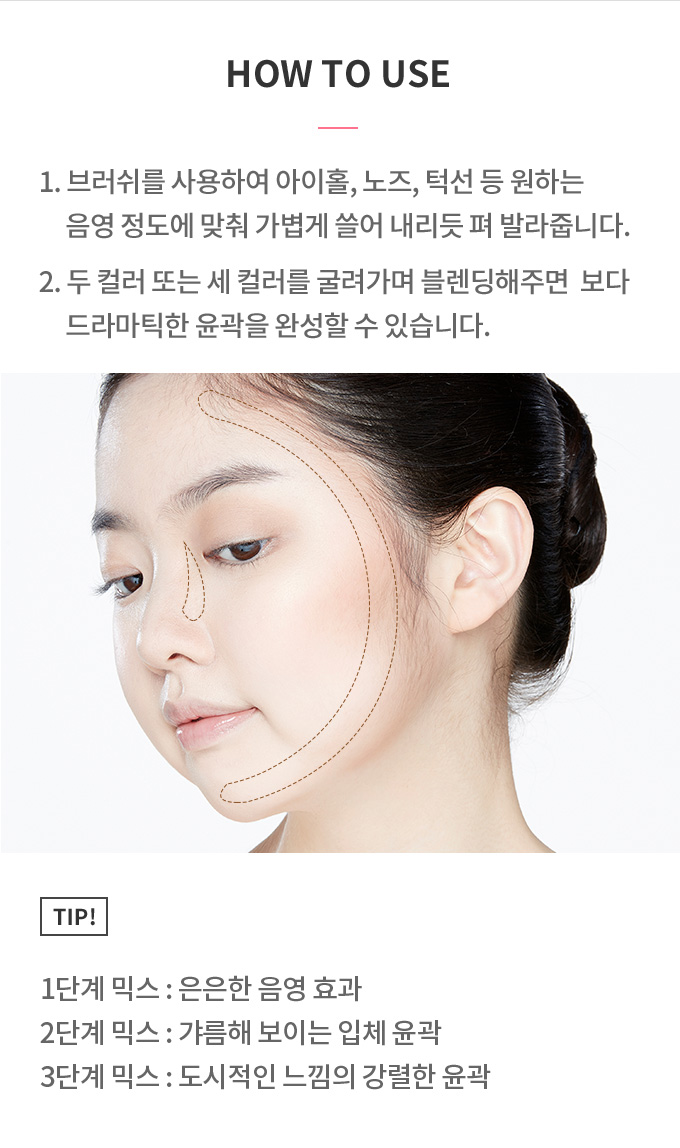 HOW TO USE
1. 브러쉬를 사용하여 아이홀, 노즈, 턱선 등 원하는
음영 정도에 맞춰 가볍게 쓸어 내리듯 펴 발라줍니다.
2. 두 컬러 또는 세 컬러를 굴려가며 블렌딩해주면 보다
드라마틱한 윤곽을 완성할 수 있습니다.
TIP!
1단계 믹스 : 은은한 음영 효과
2단계 믹스 : 갸름해 보이는 입체 윤곽
3단계 믹스 : 도시적인 느낌의 강렬한 윤곽